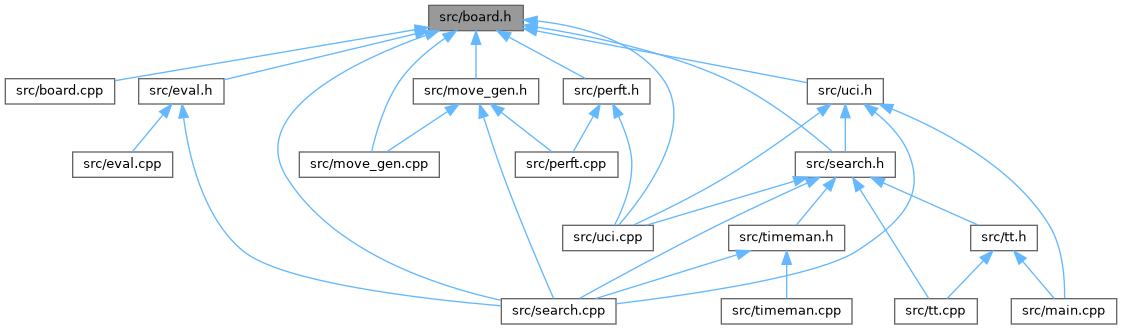 src/board.h
src/board.cpp
src/eval.h
src/move_gen.h
src/perft.h
src/uci.h
src/eval.cpp
src/move_gen.cpp
src/perft.cpp
src/search.h
src/uci.cpp
src/timeman.h
src/tt.h
src/search.cpp
src/timeman.cpp
src/tt.cpp
src/main.cpp